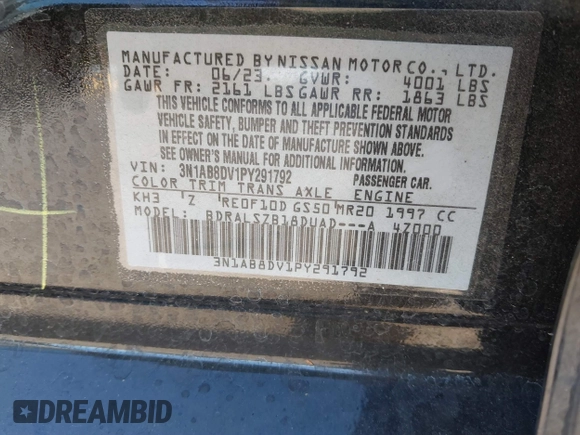 MANUFACTURED BY NISSAN MOTOR CO., LTD.
DATE: 06/23 GVWR: 4001 LBS
GAWR FR: 2161 LBS GAWR RR: 1863 LBS
THIS VEHICLE CONFORMS TO ALL APPLICABLE FEDERAL MOTOR
VEHICLE SAFETY, BUMPER AND THEFT PREVENTION STANDARDS
IN EFFECT ON THE DATE OF MANUFACTURE SHOWN ABOVE.
SEE OWNER'S MANUAL FOR ADDITIONAL INFORMATION
VIN: 3N1AB8DV1PY291792 PASSENGER CAR.
COLOR TRIM TRANS AXLE ENGINE
KH3 Z RE0F10D GS50 MR20 1997 CC
MODEL: BDRALSZB18DUAD---A 47000
3N1AB8DV1PY291792
DREAMBID